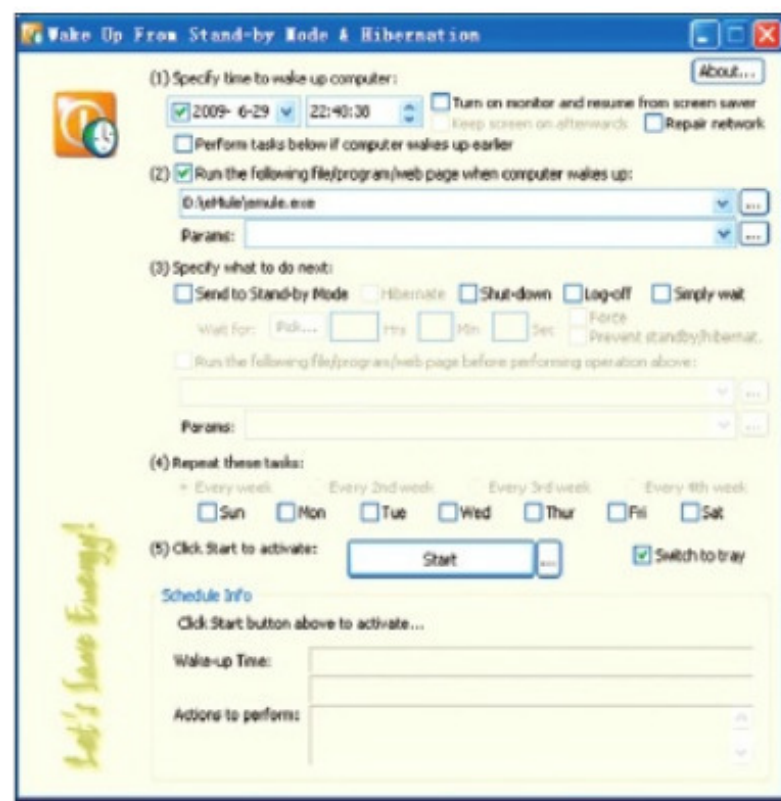 Wake Up From Stand-by Mode & Hibernation
About...
(1) Specify time to wake up computer:
2009- 6-29 22:40:38 Turn on monitor and resume from screen saver
Keep screen on afterwards Repair network
Perform tasks below if computer wakes up earlier
(2) Run the following file/program/web page when computer wakes up:
D:\eMule\emule.exe ...
Params: ...
(3) Specify what to do next:
Send to Stand-by Mode Hibernate Shut-down Log-off Simply wait
Force
Wait for: Pick... Hrs Min Sec
Prevent standby/hibernat.
Run the following file/program/web page before performing operation above:
...
Params: ...
(4) Repeat these tasks:
Every week Every 2nd week Every 3rd week Every 4th week
Sun Mon Tue Wed Thur Fri Sat
(5) Click Start to activate: Start ... Switch to tray
Let's Save Energy!
Schedule Info
Click Start button above to activate...
Wake-up Time:
Actions to perform: